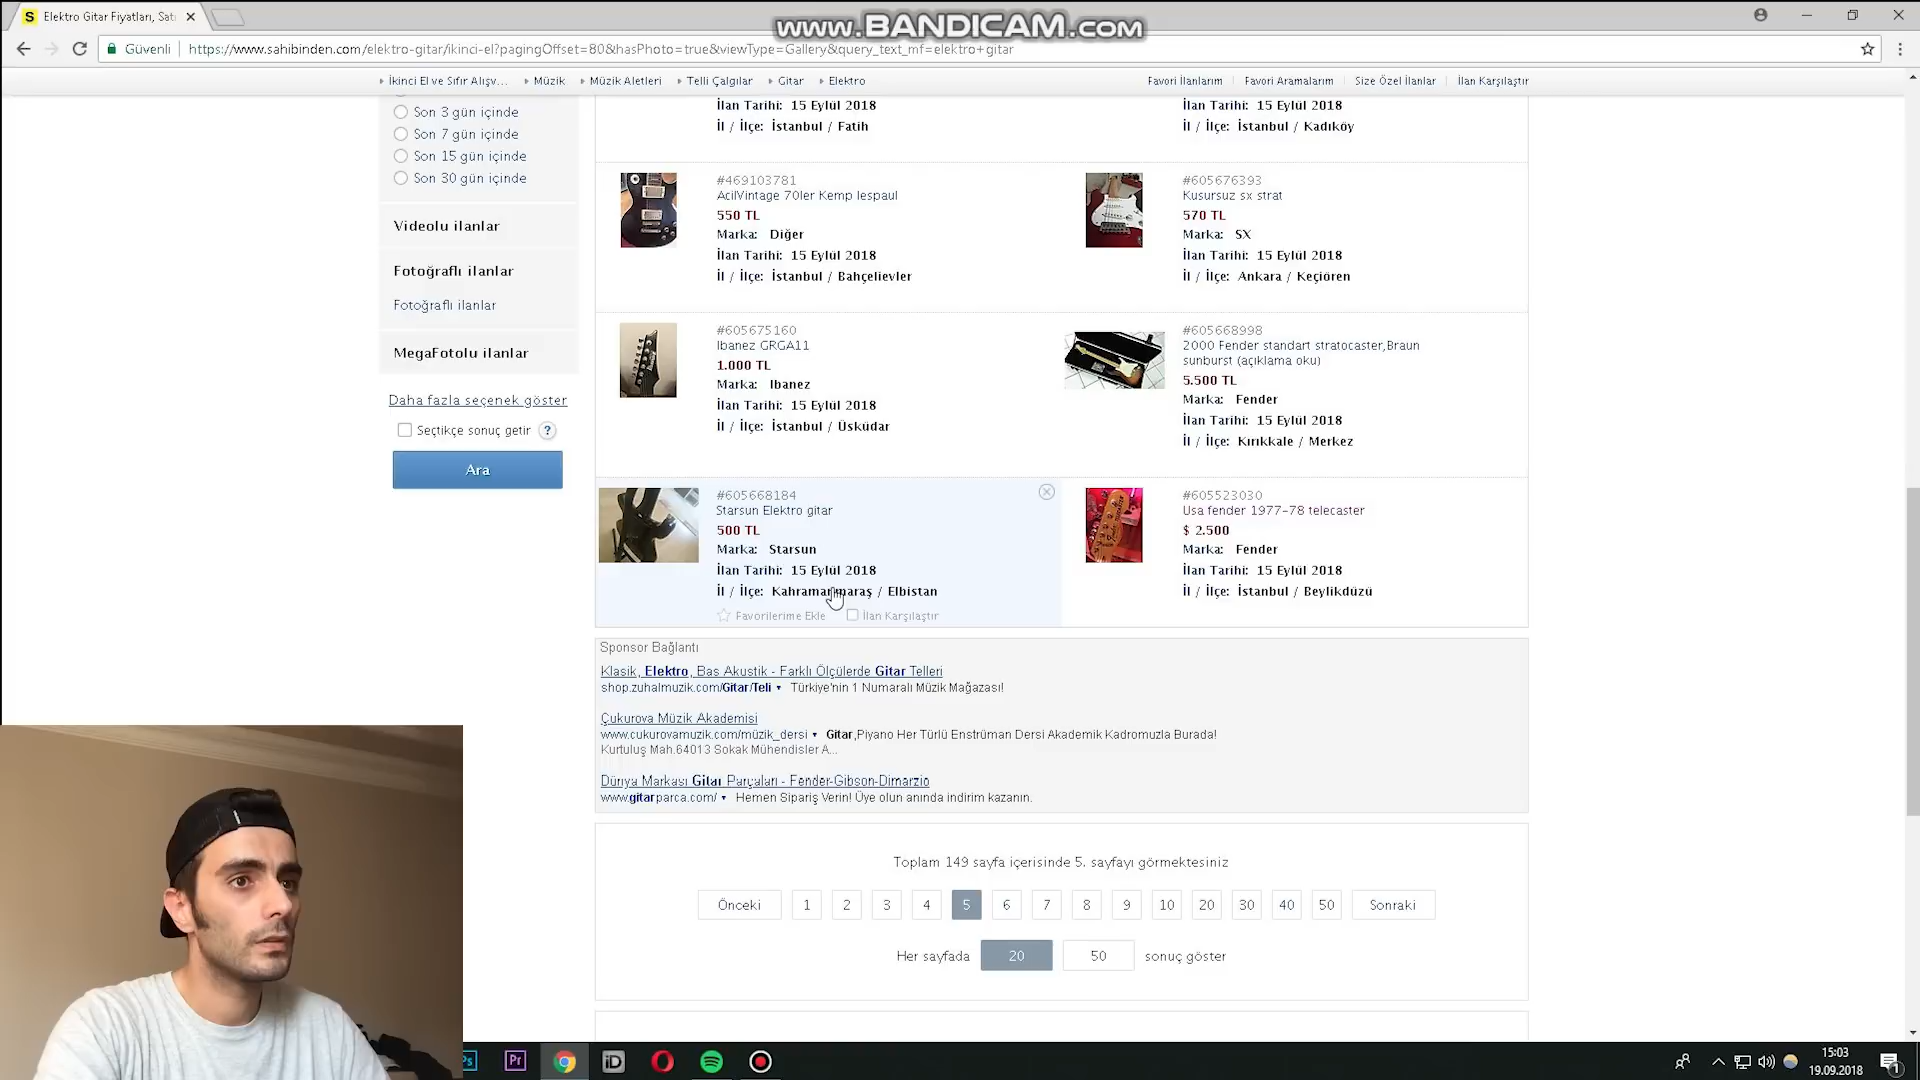 www.BANDICAM.com
Elektro Gitar Fiyatları, Satı
Güvenli
https://www.sahibinden.com/elektro-gitar/ikinci-el?pagingOffset=80&hasPhoto=true&viewType=Gallery&query_text_mf=elektro+gitar
İkinci El ve Sıfır Alışv... Müzik Müzik Aletleri Telli Çalgılar Gitar Elektro
Favori İlanlarım Favori Aramalarım Size Özel İlanlar İlan Karşılaştır
Son 3 gün içinde
Son 7 gün içinde
Son 15 gün içinde
Son 30 gün içinde
Videolu ilanlar
Fotoğraflı ilanlar
Fotoğraflı ilanlar
MegaFotolu ilanlar
Daha fazla seçenek göster
Seçtikçe sonuç getir ?
Ara
İlan Tarihi: 15 Eylül 2018
İl / İlçe: İstanbul / Fatih
İlan Tarihi: 15 Eylül 2018
İl / İlçe: İstanbul / Kadıköy
#469103781
AcilVintage 70ler Kemp lespaul
550 TL
Marka: Diğer
İlan Tarihi: 15 Eylül 2018
İl / İlçe: İstanbul / Bahçelievler
#605676393
Kusursuz sx strat
570 TL
Marka: SX
İlan Tarihi: 15 Eylül 2018
İl / İlçe: Ankara / Keçiören
#605675160
Ibanez GRGA11
1.000 TL
Marka: Ibanez
İlan Tarihi: 15 Eylül 2018
İl / İlçe: İstanbul / Üsküdar
#605668998
2000 Fender standart stratocaster,Braun
sunburst (açıklama oku)
5.500 TL
Marka: Fender
İlan Tarihi: 15 Eylül 2018
İl / İlçe: Kırıkkale / Merkez
#605668184
Starsun Elektro gitar
500 TL
Marka: Starsun
İlan Tarihi: 15 Eylül 2018
İl / İlçe: Kahramanmaraş / Elbistan
Favorilerime Ekle İlan Karşılaştır
#605523030
Usa fender 1977-78 telecaster
$ 2.500
Marka: Fender
İlan Tarihi: 15 Eylül 2018
İl / İlçe: İstanbul / Beylikdüzü
Sponsor Bağlantı
Klasik, Elektro, Bas Akustik - Farklı Ölçülerde Gitar Telleri
shop.zuhalmuzik.com/Gitar/Teli Türkiye'nin 1 Numaralı Müzik Mağazası!
Çukurova Müzik Akademisi
www.cukurovamuzik.com/müzik_dersi Gitar,Piyano Her Türlü Enstrüman Dersi Akademik Kadromuzla Burada!
Kurtuluş Mah.64013 Sokak Mühendisler A...
Dünya Markası Gitar Parçaları - Fender-Gibson-Dimarzio
www.gitarparca.com/ Hemen Sipariş Verin! Üye olun anında indirim kazanın.
Toplam 149 sayfa içerisinde 5. sayfayı görmektesiniz
Önceki 1 2 3 4 5 6 7 8 9 10 20 30 40 50 Sonraki
Her sayfada 20 50 sonuç göster
Ps Pr iD
15:03
19.09.2018
1